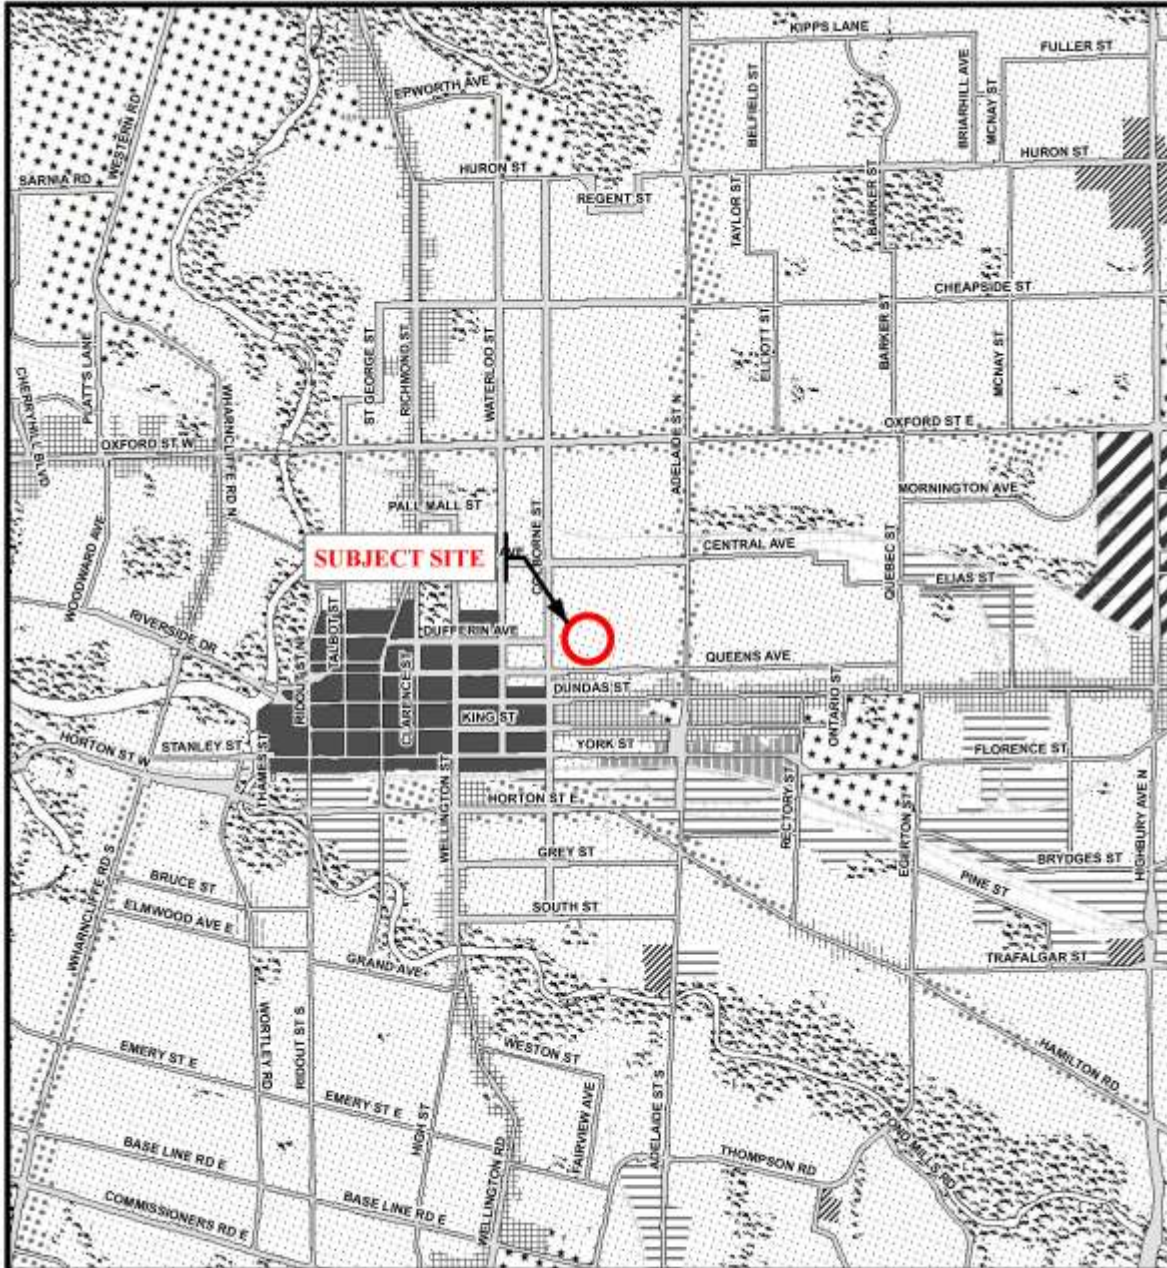 KIPPS LANE
FULLER ST
EPWORTH AVE
WESTERN RD
BELFIELD ST
BRIARHILL AVE
MCNAY ST
SARNIA RD
HURON ST
HURON ST
REGENT ST
TAYLOR ST
BARKER ST
CHEAPSIDE ST
PLATT'S LANE
ST GEORGE ST
RICHMOND ST
WATERLOO ST
ELLIOTT ST
BARKER ST
MCNAY ST
CHERRYHILL BLVD
WHARNCLIFFE RD N
ADELAIDE ST N
OXFORD ST W
OXFORD ST E
PALL MALL ST
MORNINGTON AVE
WOODWARD AVE
SUBJECT SITE
AVE
CENTRAL AVE
QUEBEC ST
ELIAS ST
RIVERSIDE DR
TALBOT ST
DUFFERIN AVE
QUEENS AVE
RIDOUT ST N
CLARENCE ST
DUNDAS ST
ONTARIO ST
KING ST
HORTON ST W
STANLEY ST
THAMES ST
YORK ST
FLORENCE ST
WELLINGTON ST
HORTON ST E
RECTORY ST
EGERTON ST
HIGHBURY AVE N
GREY ST
BRYDGES ST
WHARNCLIFFE RD S
BRUCE ST
PINE ST
ELMWOOD AVE E
SOUTH ST
GRAND AVE
TRAFALGAR ST
WORTLEY RD
RIDOUT ST S
EMERY ST E
WESTON ST
HAMILTON RD
EMERY ST E
HIGH ST
FAIRVIEW AVE
ADELAIDE ST S
POND MILLS RD
BASE LINE RD E
WELLINGTON RD
THOMPSON RD
COMMISSIONERS RD E
BASE LINE RD E